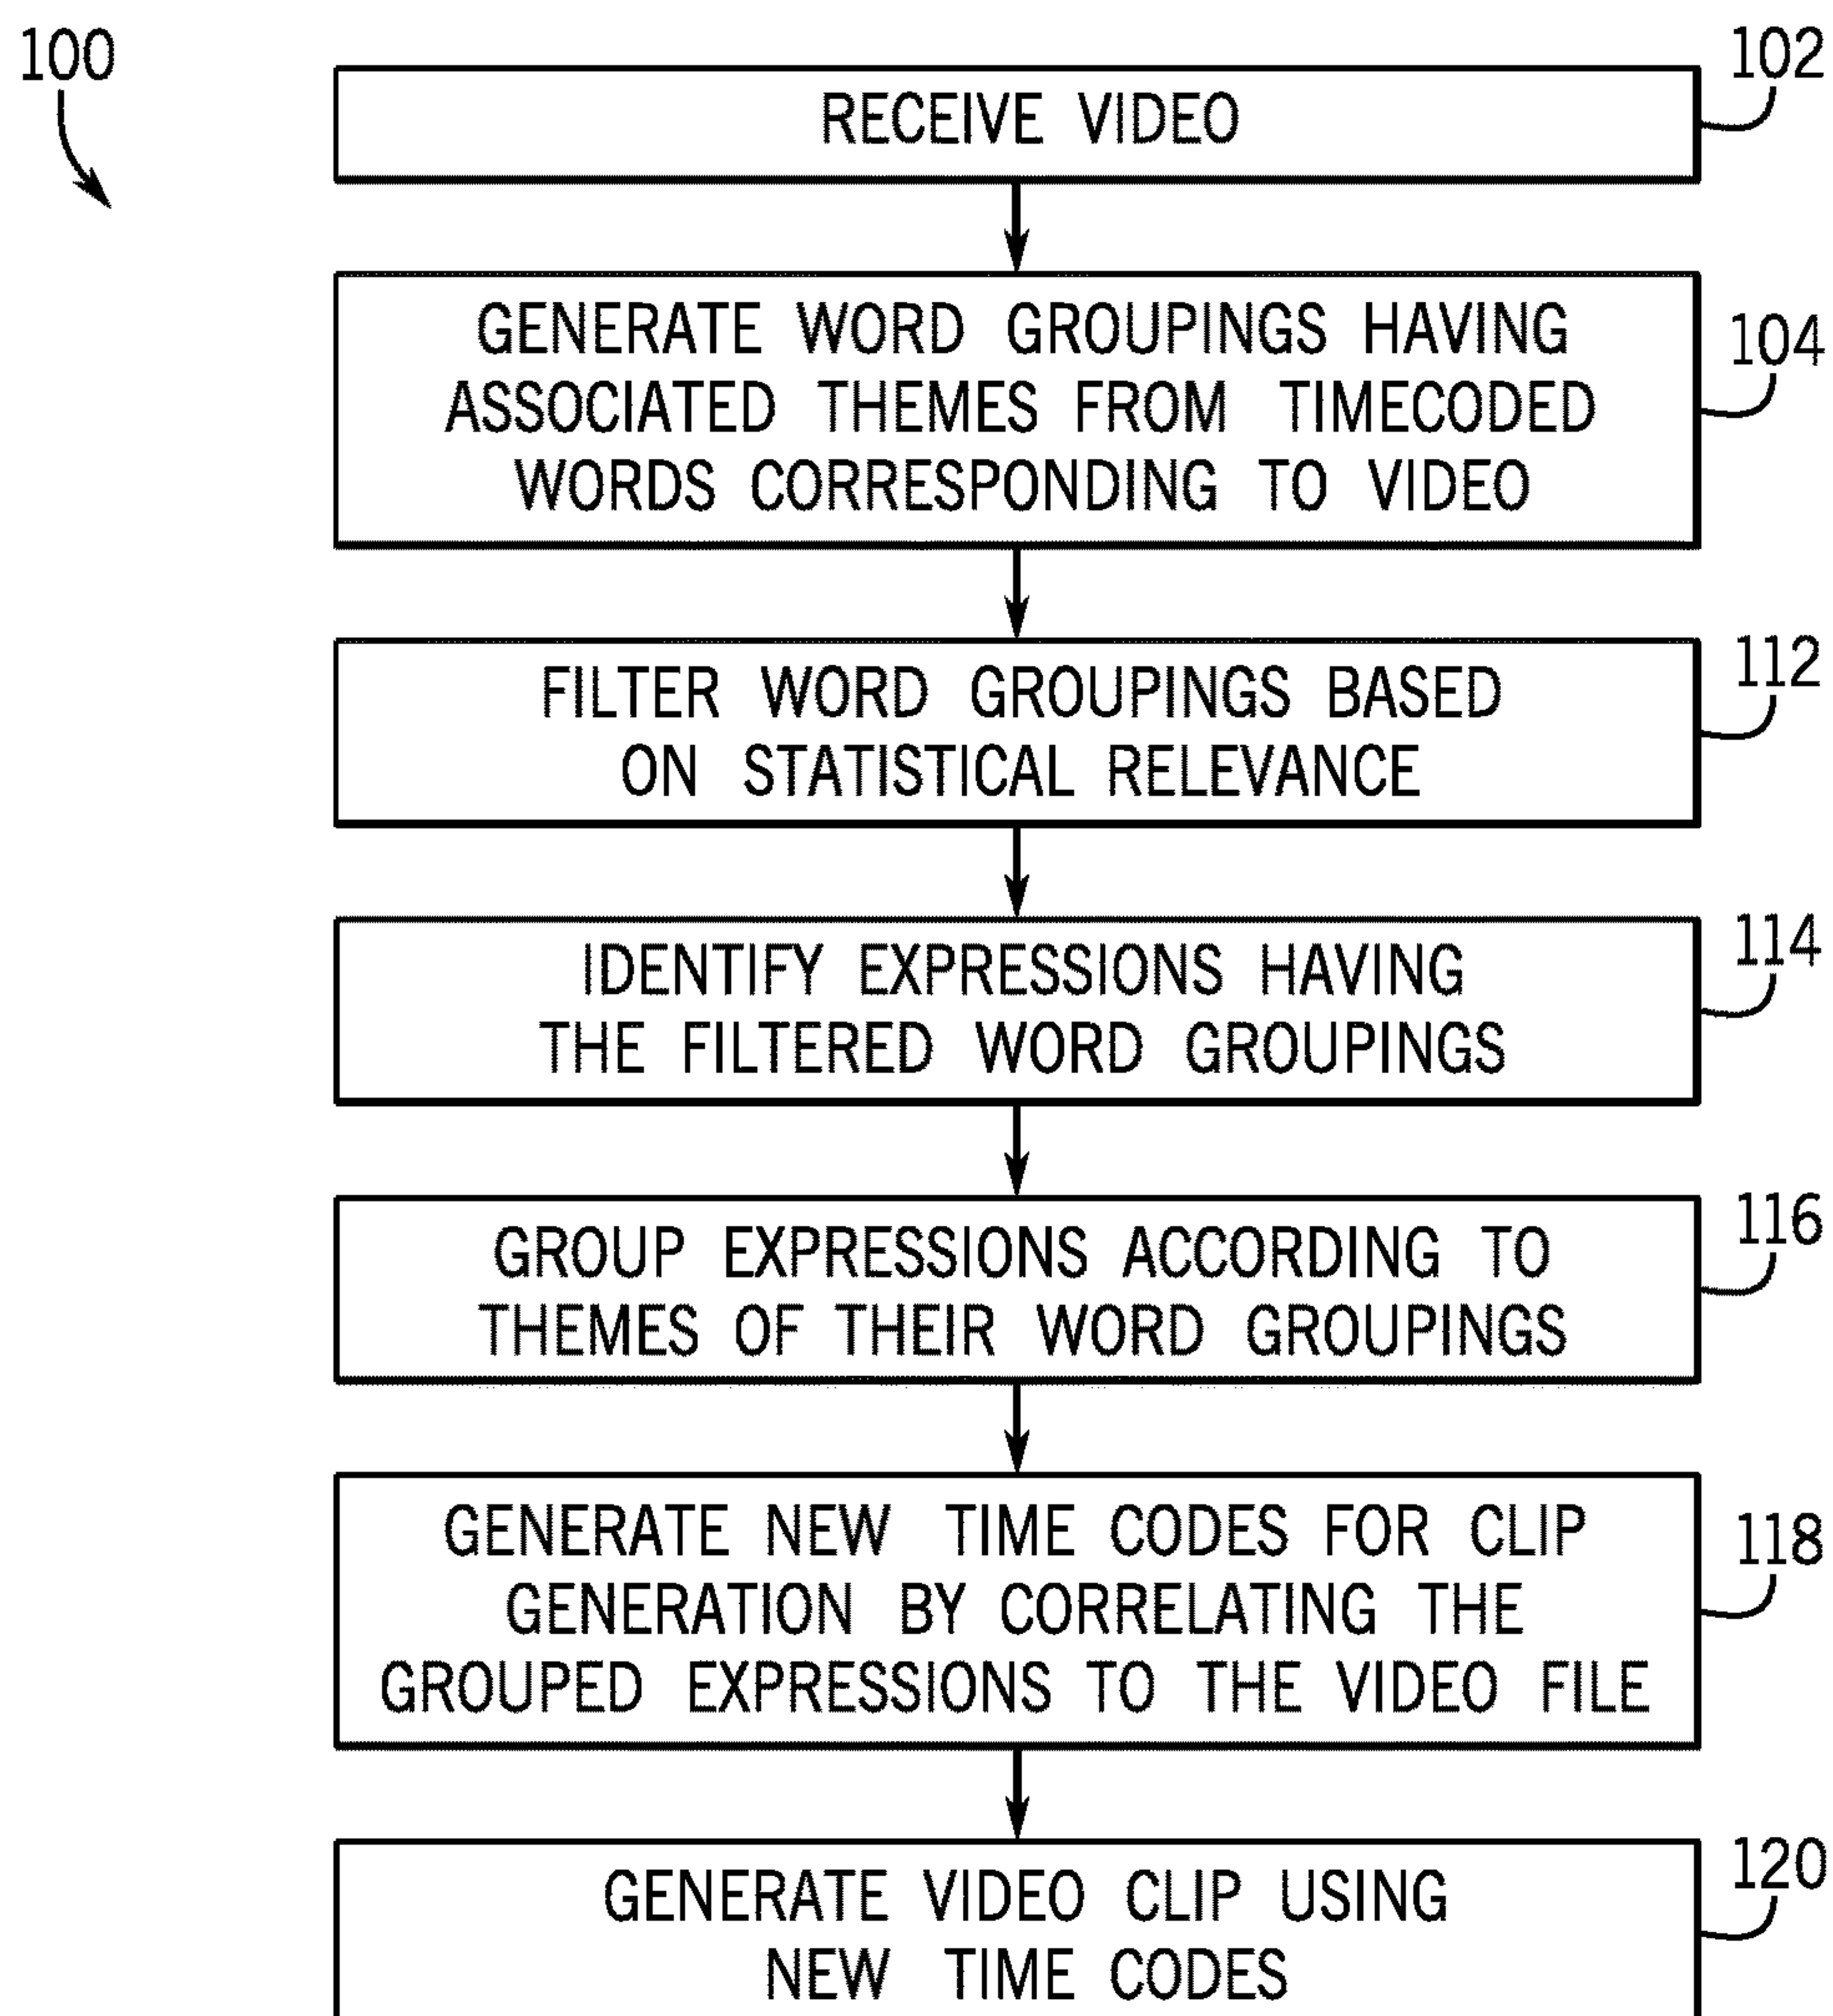 100
102
RECEIVE VIDEO
GENERATE WORD GROUPINGS HAVING
ASSOCIATED THEMES FROM TIMECODED
WORDS CORRESPONDING TO VIDEO
104
FILTER WORD GROUPINGS BASED
ON STATISTICAL RELEVANCE
112
IDENTIFY EXPRESSIONS HAVING
THE FILTERED WORD GROUPINGS
114
GROUP EXPRESSIONS ACCORDING TO
THEMES OF THEIR WORD GROUPINGS
116
GENERATE NEW TIME CODES FOR CLIP
GENERATION BY CORRELATING THE
GROUPED EXPRESSIONS TO THE VIDEO FILE
118
GENERATE VIDEO CLIP USING
NEW TIME CODES
120